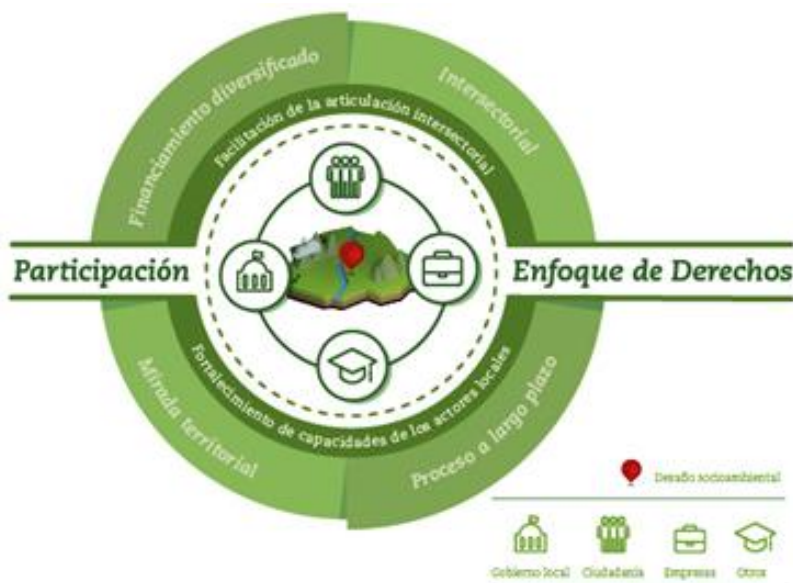 Financiamiento diversificado
Intersectorial
Facilitación de la articulación intersectorial
Participación
Enfoque de Derechos
Fortalecimiento de capacidades de los actores locales
Mirada territorial
Proceso a largo plazo
Desafío socioambiental
Gobierno local
Ciudadanía
Empresas
Otros